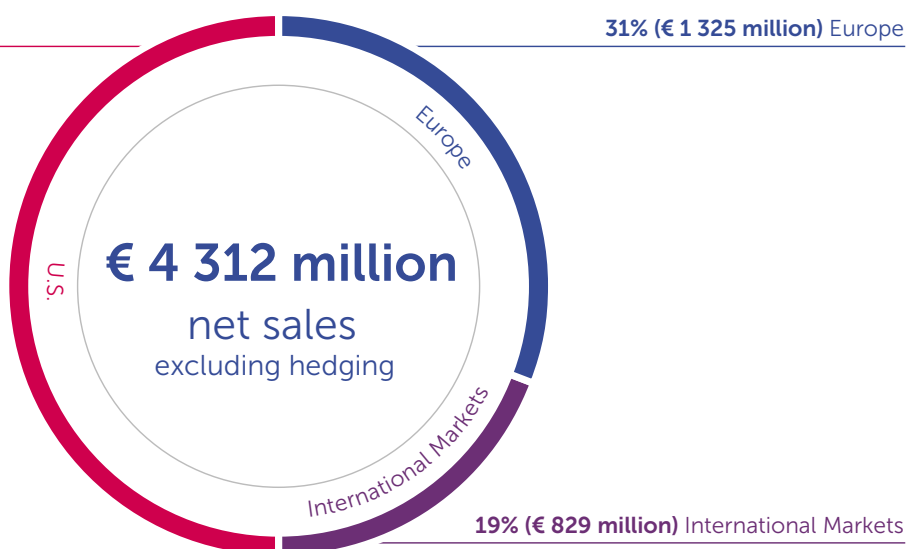 31% (€ 1 325 million) Europe
Europe
U.S.
€ 4 312 million
net sales
excluding hedging
International Markets
19% (€ 829 million) International Markets